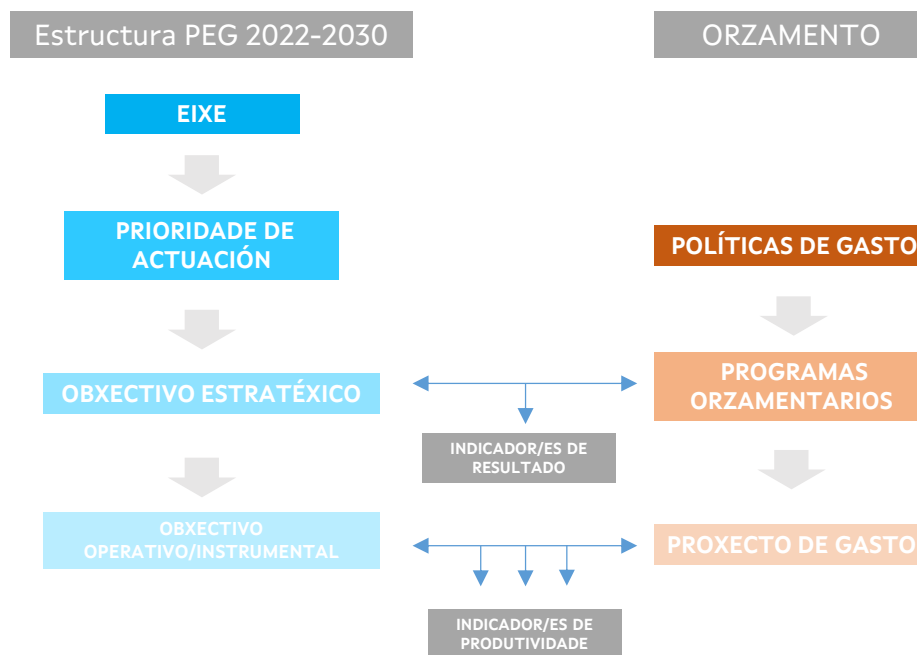 Estructura PEG 2022-2030
ORZAMENTO
EIXE
PRIORIDADE DE
ACTUACIÓN
POLÍTICAS DE GASTO
OBXECTIVO ESTRATÉXICO
PROGRAMAS
ORZAMENTARIOS
INDICADOR/ES DE
RESULTADO
OBXECTIVO
OPERATIVO/INSTRUMENTAL
PROXECTO DE GASTO
INDICADOR/ES DE
PRODUTIVIDADE